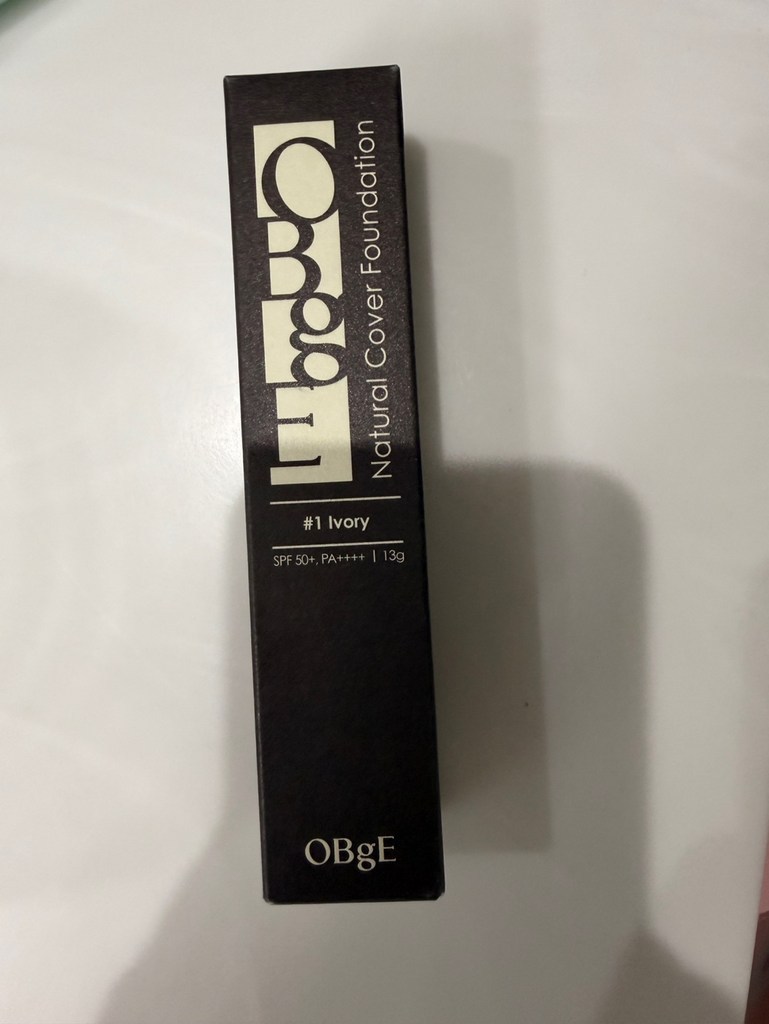 OBgE
Natural Cover Foundation
#1 Ivory
SPF 50+, PA++++ | 13g
OBgE